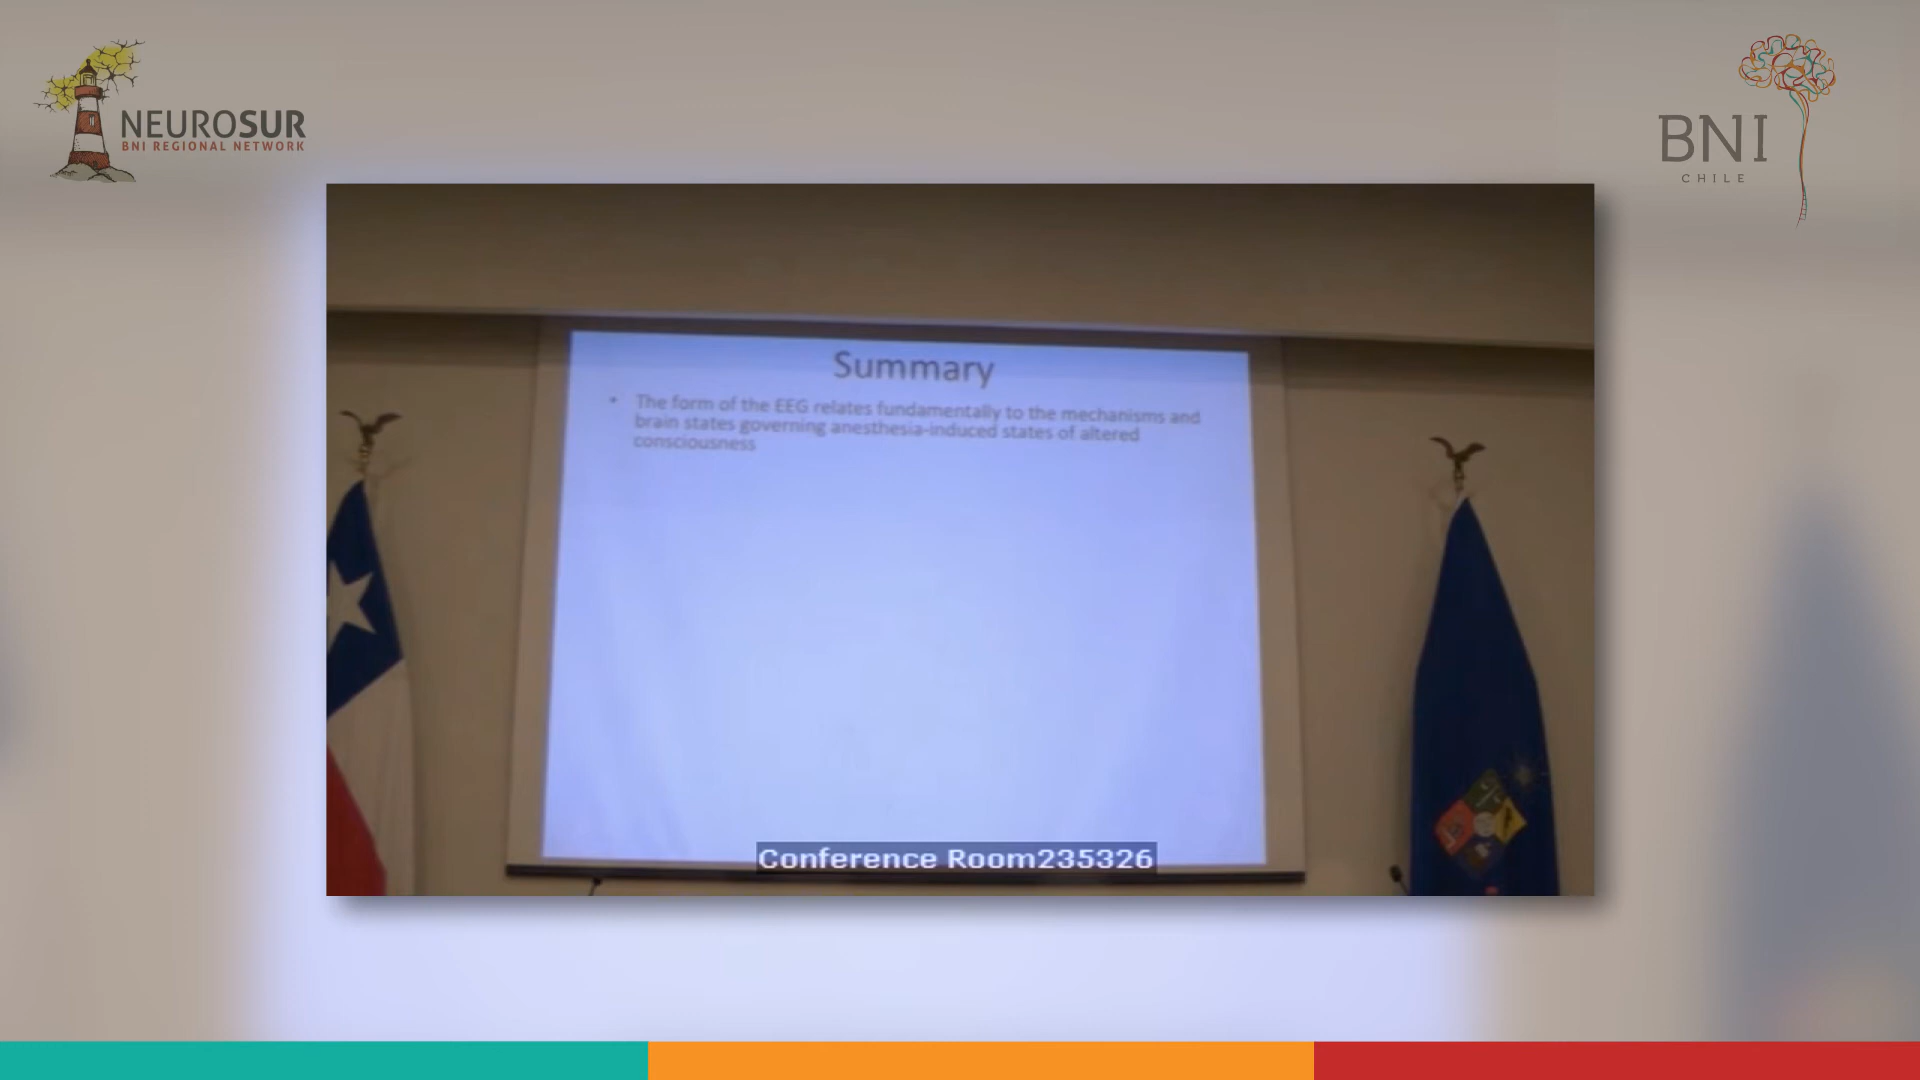 NEUROSUR
BNI REGIONAL NETWORK
BNI
CHILE
Summary
• The form of the EEG relates fundamentally to the mechanisms and
brain states governing anesthesia-induced states of altered
consciousness
Conference Room235326